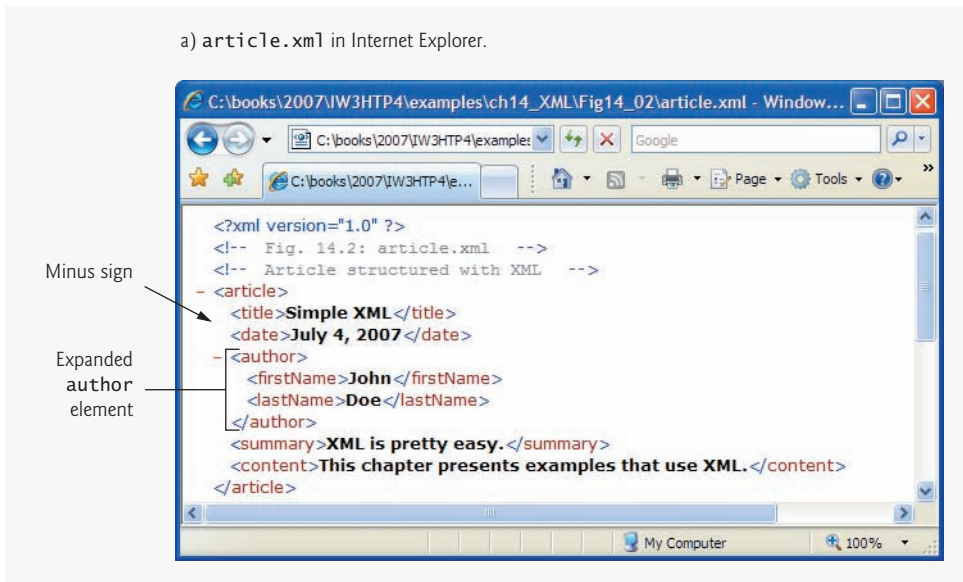 a) article.xml in Internet Explorer.
C:\books\2007\IW3HTP4\examples\ch14_XML\Fig14_02\article.xml - Window...
C:\books\2007\IW3HTP4\example:
Google
C:\books\2007\IW3HTP4\e...
Page
Tools
»
<?xml version="1.0" ?>
<!-- Fig. 14.2: article.xml -->
<!-- Article structured with XML -->
Minus sign
- <article>
<title>Simple XML</title>
<date>July 4, 2007</date>
Expanded
author
element
- <author>
<firstName>John</firstName>
<lastName>Doe</lastName>
</author>
<summary>XML is pretty easy.</summary>
<content>This chapter presents examples that use XML.</content>
</article>
My Computer
100%